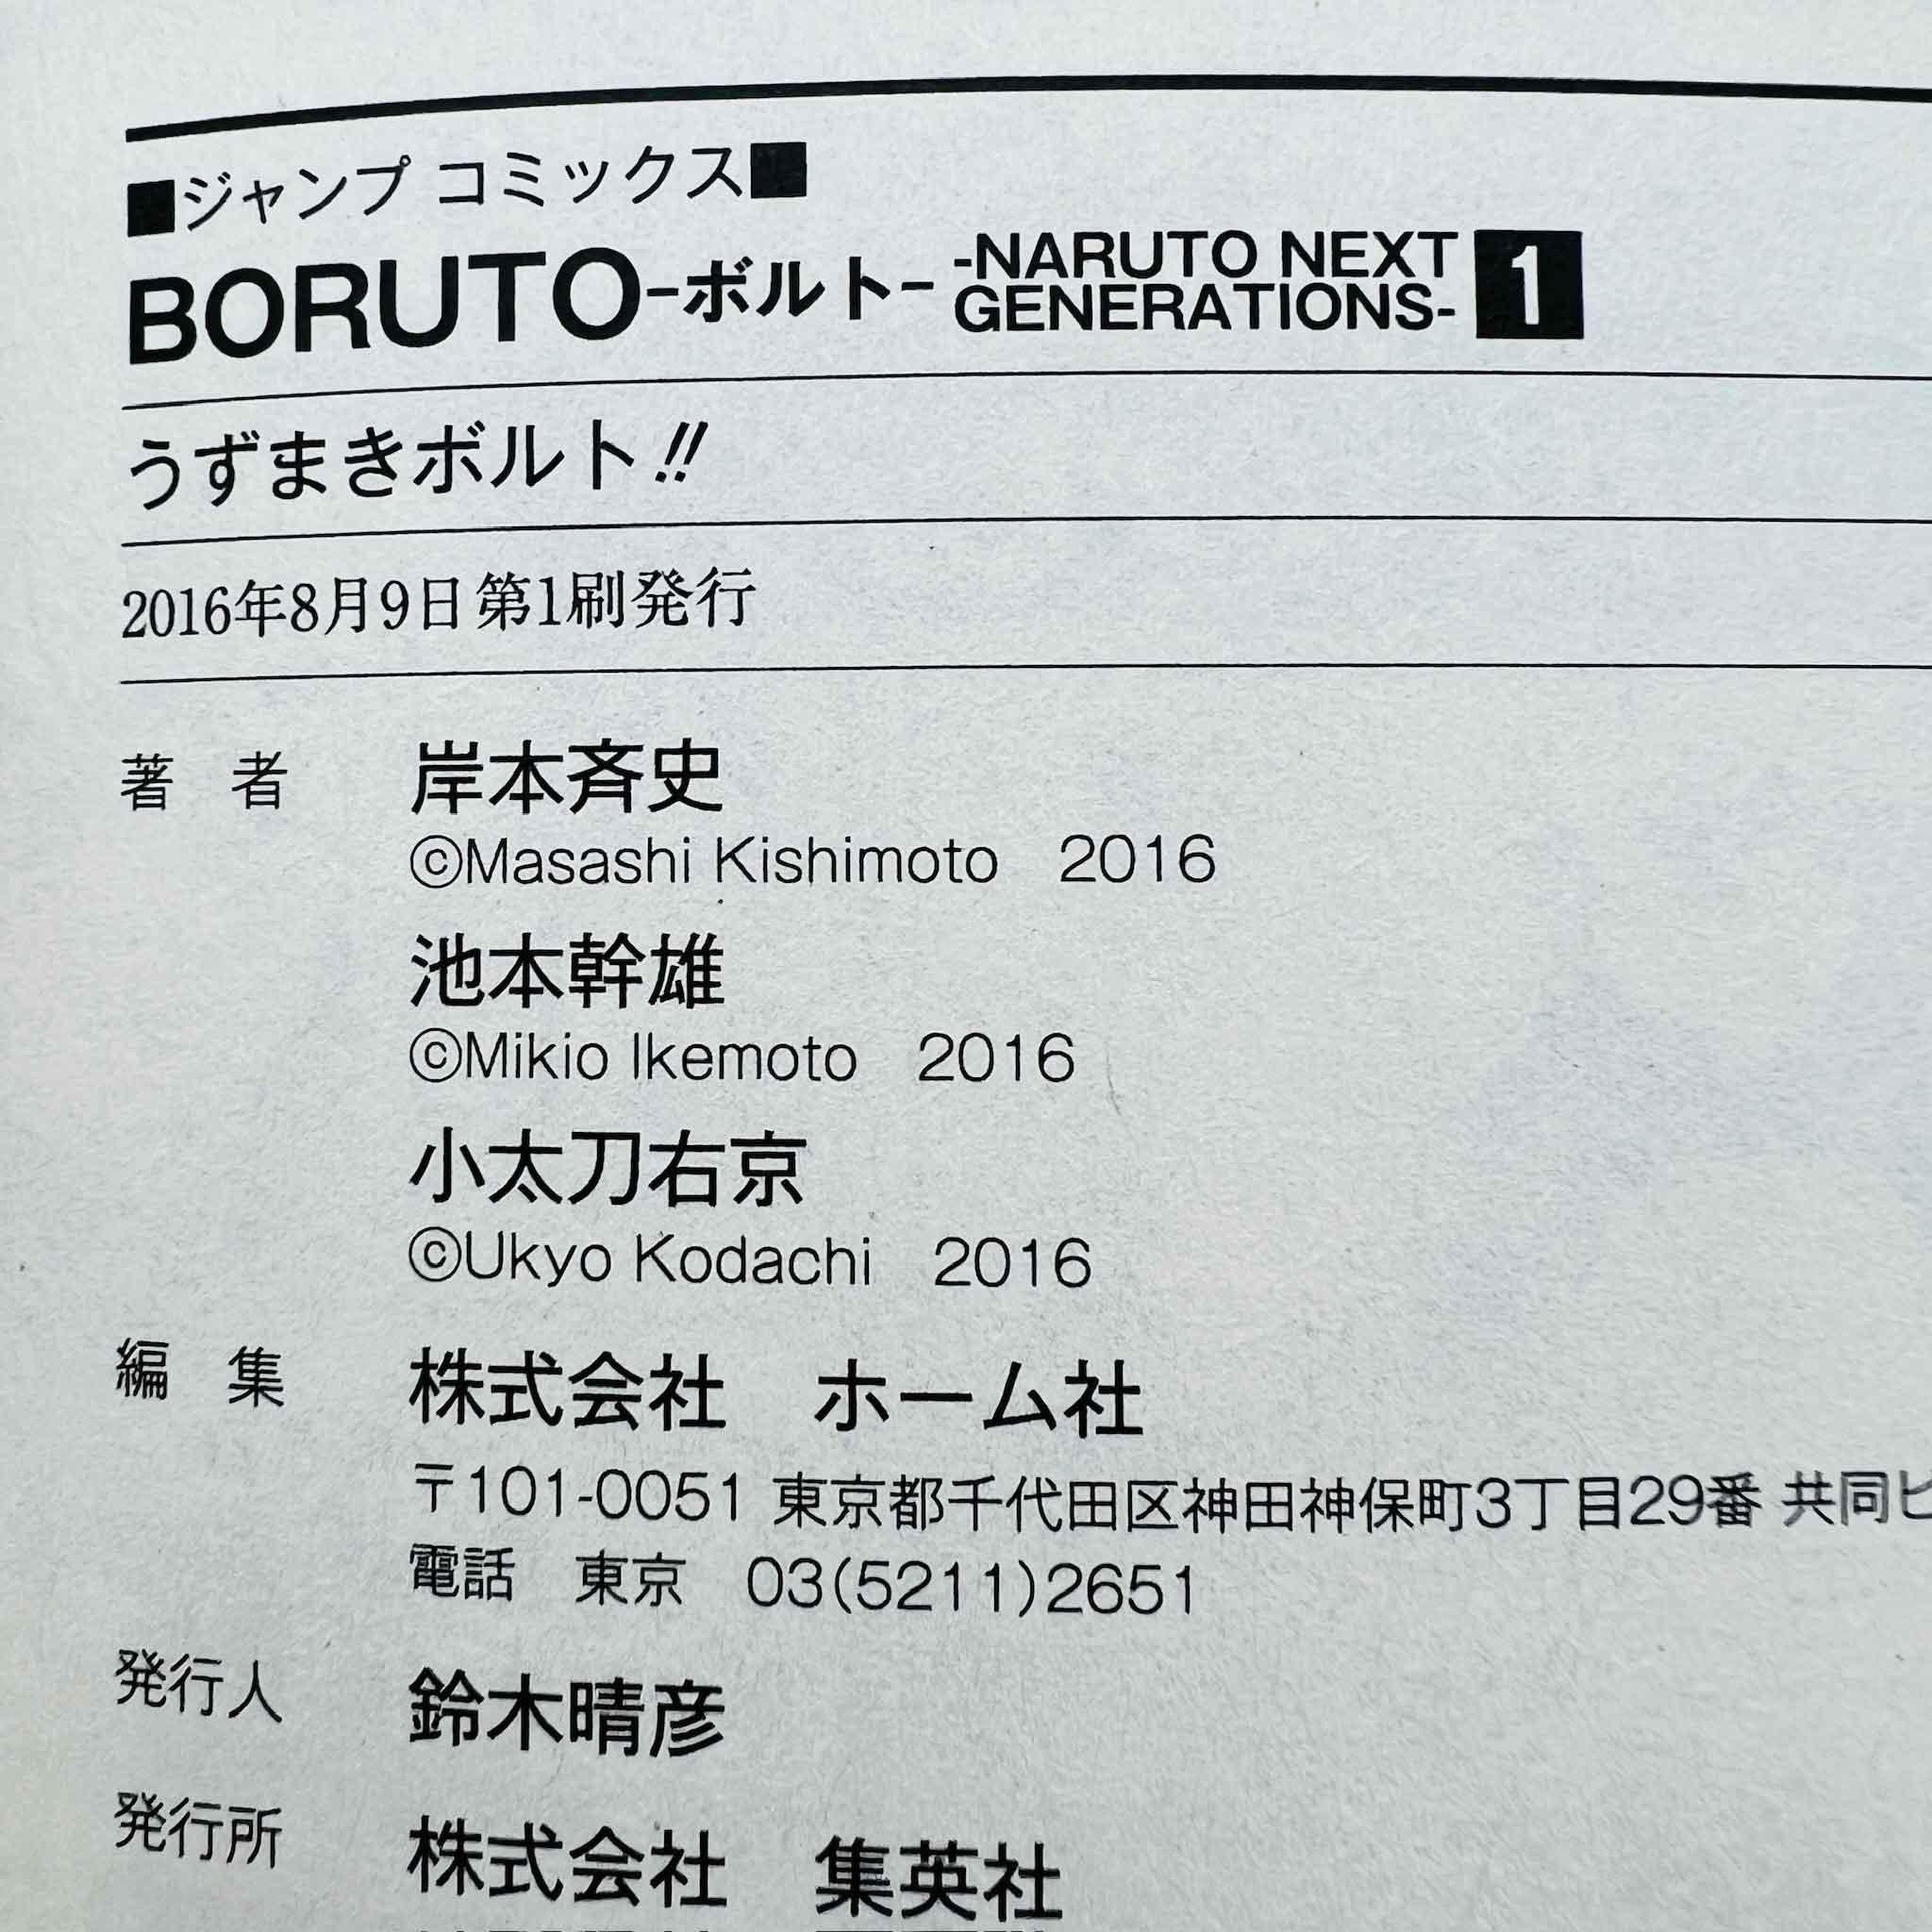 ■ジャンプ コミックス■
BORUTO-ボルト- -NARUTO NEXT GENERATIONS- 1
うずまきボルト!!
2016年8月9日第1刷発行
著 者 岸本斉史
©Masashi Kishimoto 2016
池本幹雄
©Mikio Ikemoto 2016
小太刀右京
©Ukyo Kodachi 2016
編 集 株式会社 ホーム社
〒101-0051 東京都千代田区神田神保町3丁目29番 共同ビ
電話 東京 03(5211)2651
発行人 鈴木晴彦
発行所 株式会社 集英社